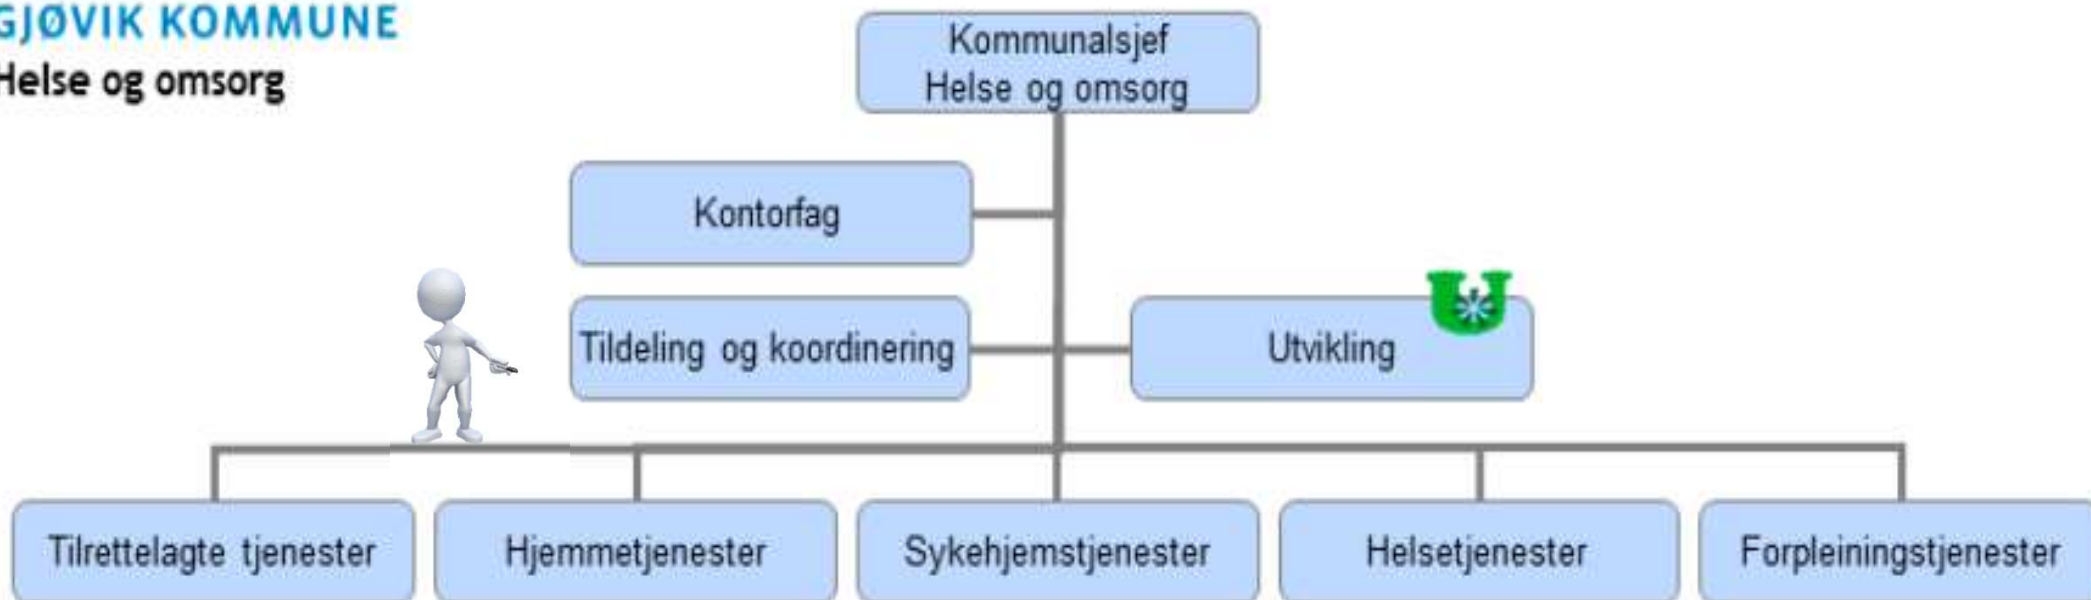 GJØVIK KOMMUNE
Helse og omsorg
Kommunalsjef
Helse og omsorg
Kontorfag
Tildeling og koordinering
Utvikling
Tilrettelagte tjenester
Hjemmetjenester
Sykehjemstjenester
Helsetjenester
Forpleiningstjenester